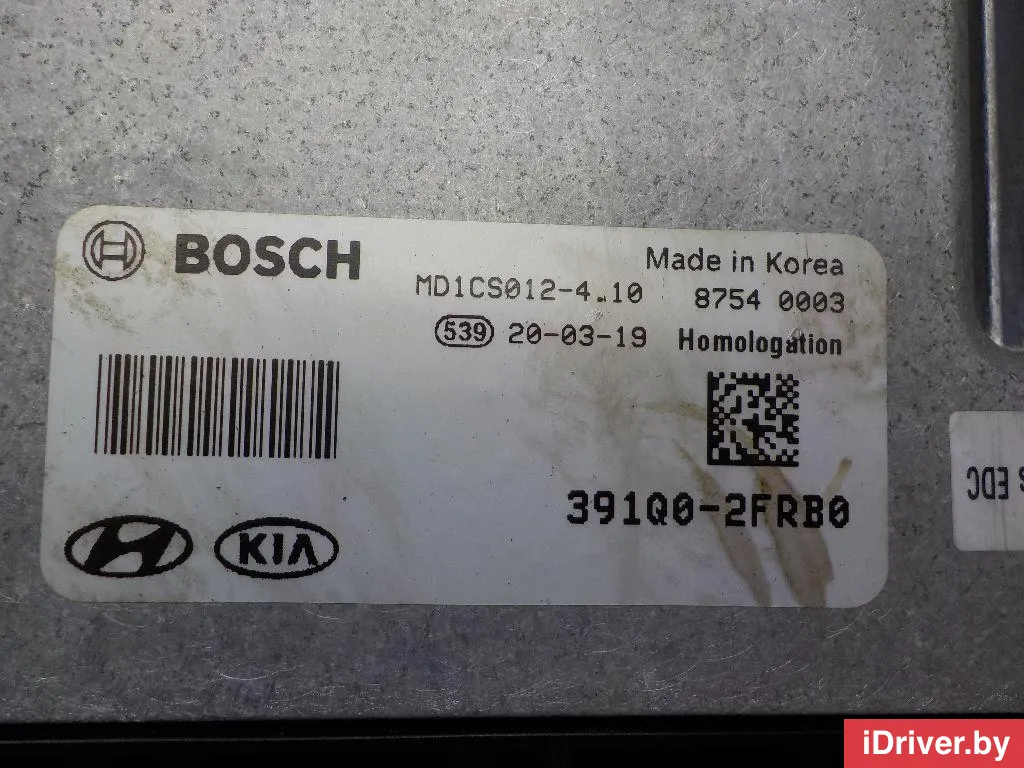 BOSCH
Made in Korea
MD1CS012-4.10
8754 0003
539 20-03-19
Homologation
391Q0-2FRB0
KIA
EDC
iDriver.by